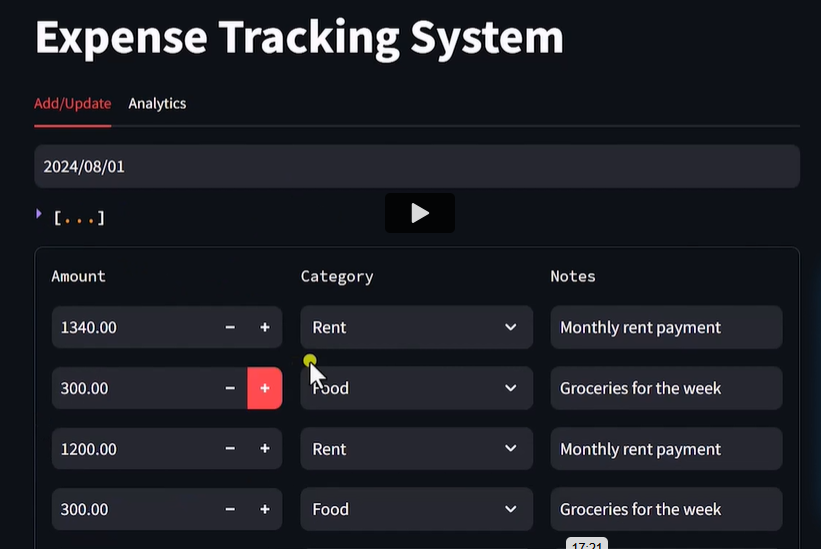 Expense Tracking System
Add/Update Analytics
2024/08/01
[...]
Amount Category Notes
1340.00 − + Rent Monthly rent payment
300.00 − + Food Groceries for the week
1200.00 − + Rent Monthly rent payment
300.00 − + Food Groceries for the week
17:21